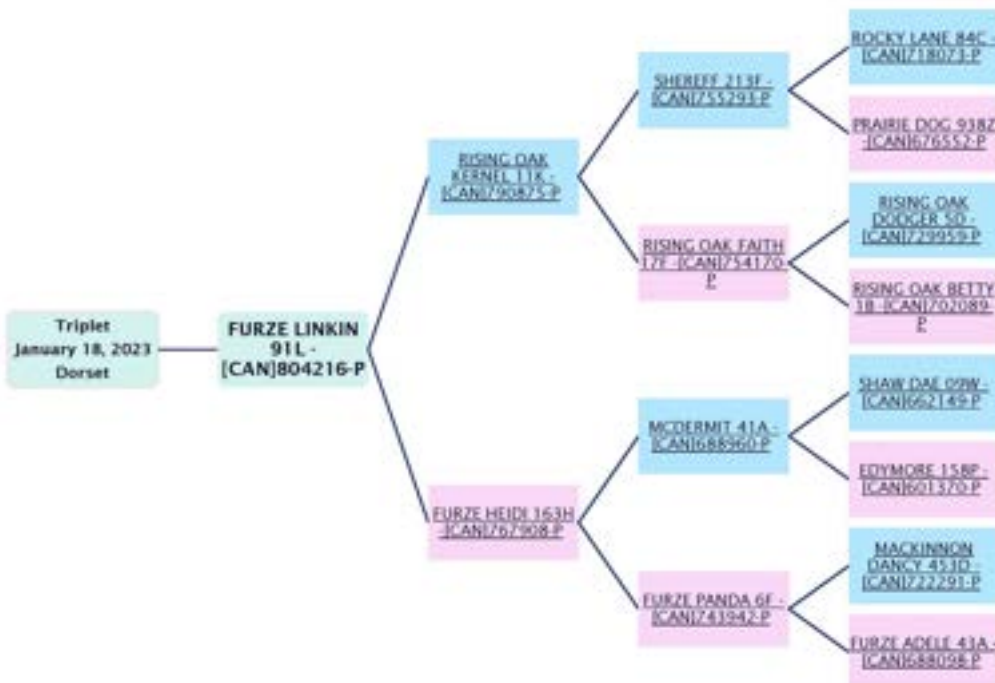 Triplet
January 18, 2023
Dorset
FURZE LINKIN
91L -
[CAN]804216-P
RISING OAK
KERNEL 11K -
[CAN]790875-P
FURZE HEIDI 163H
-[CAN]767908-P
SHEREFF 213F -
[CAN]755293-P
RISING OAK FAITH
17F -[CAN]754170-
P
MCDERMIT 41A -
[CAN]688960-P
FURZE PANDA 6F -
[CAN]743942-P
ROCKY LANE 84C -
[CAN]718073-P
PRAIRIE DOG 938Z
-[CAN]676552-P
RISING OAK
DODGER 5D -
[CAN]729959-P
RISING OAK BETTY
1B -[CAN]702089-
P
SHAW DAE 09W -
[CAN]662149-P
EDYMORE 158P -
[CAN]601370-P
MACKINNON
DANCY 453D -
[CAN]722291-P
FURZE ADELE 43A -
[CAN]688098-P